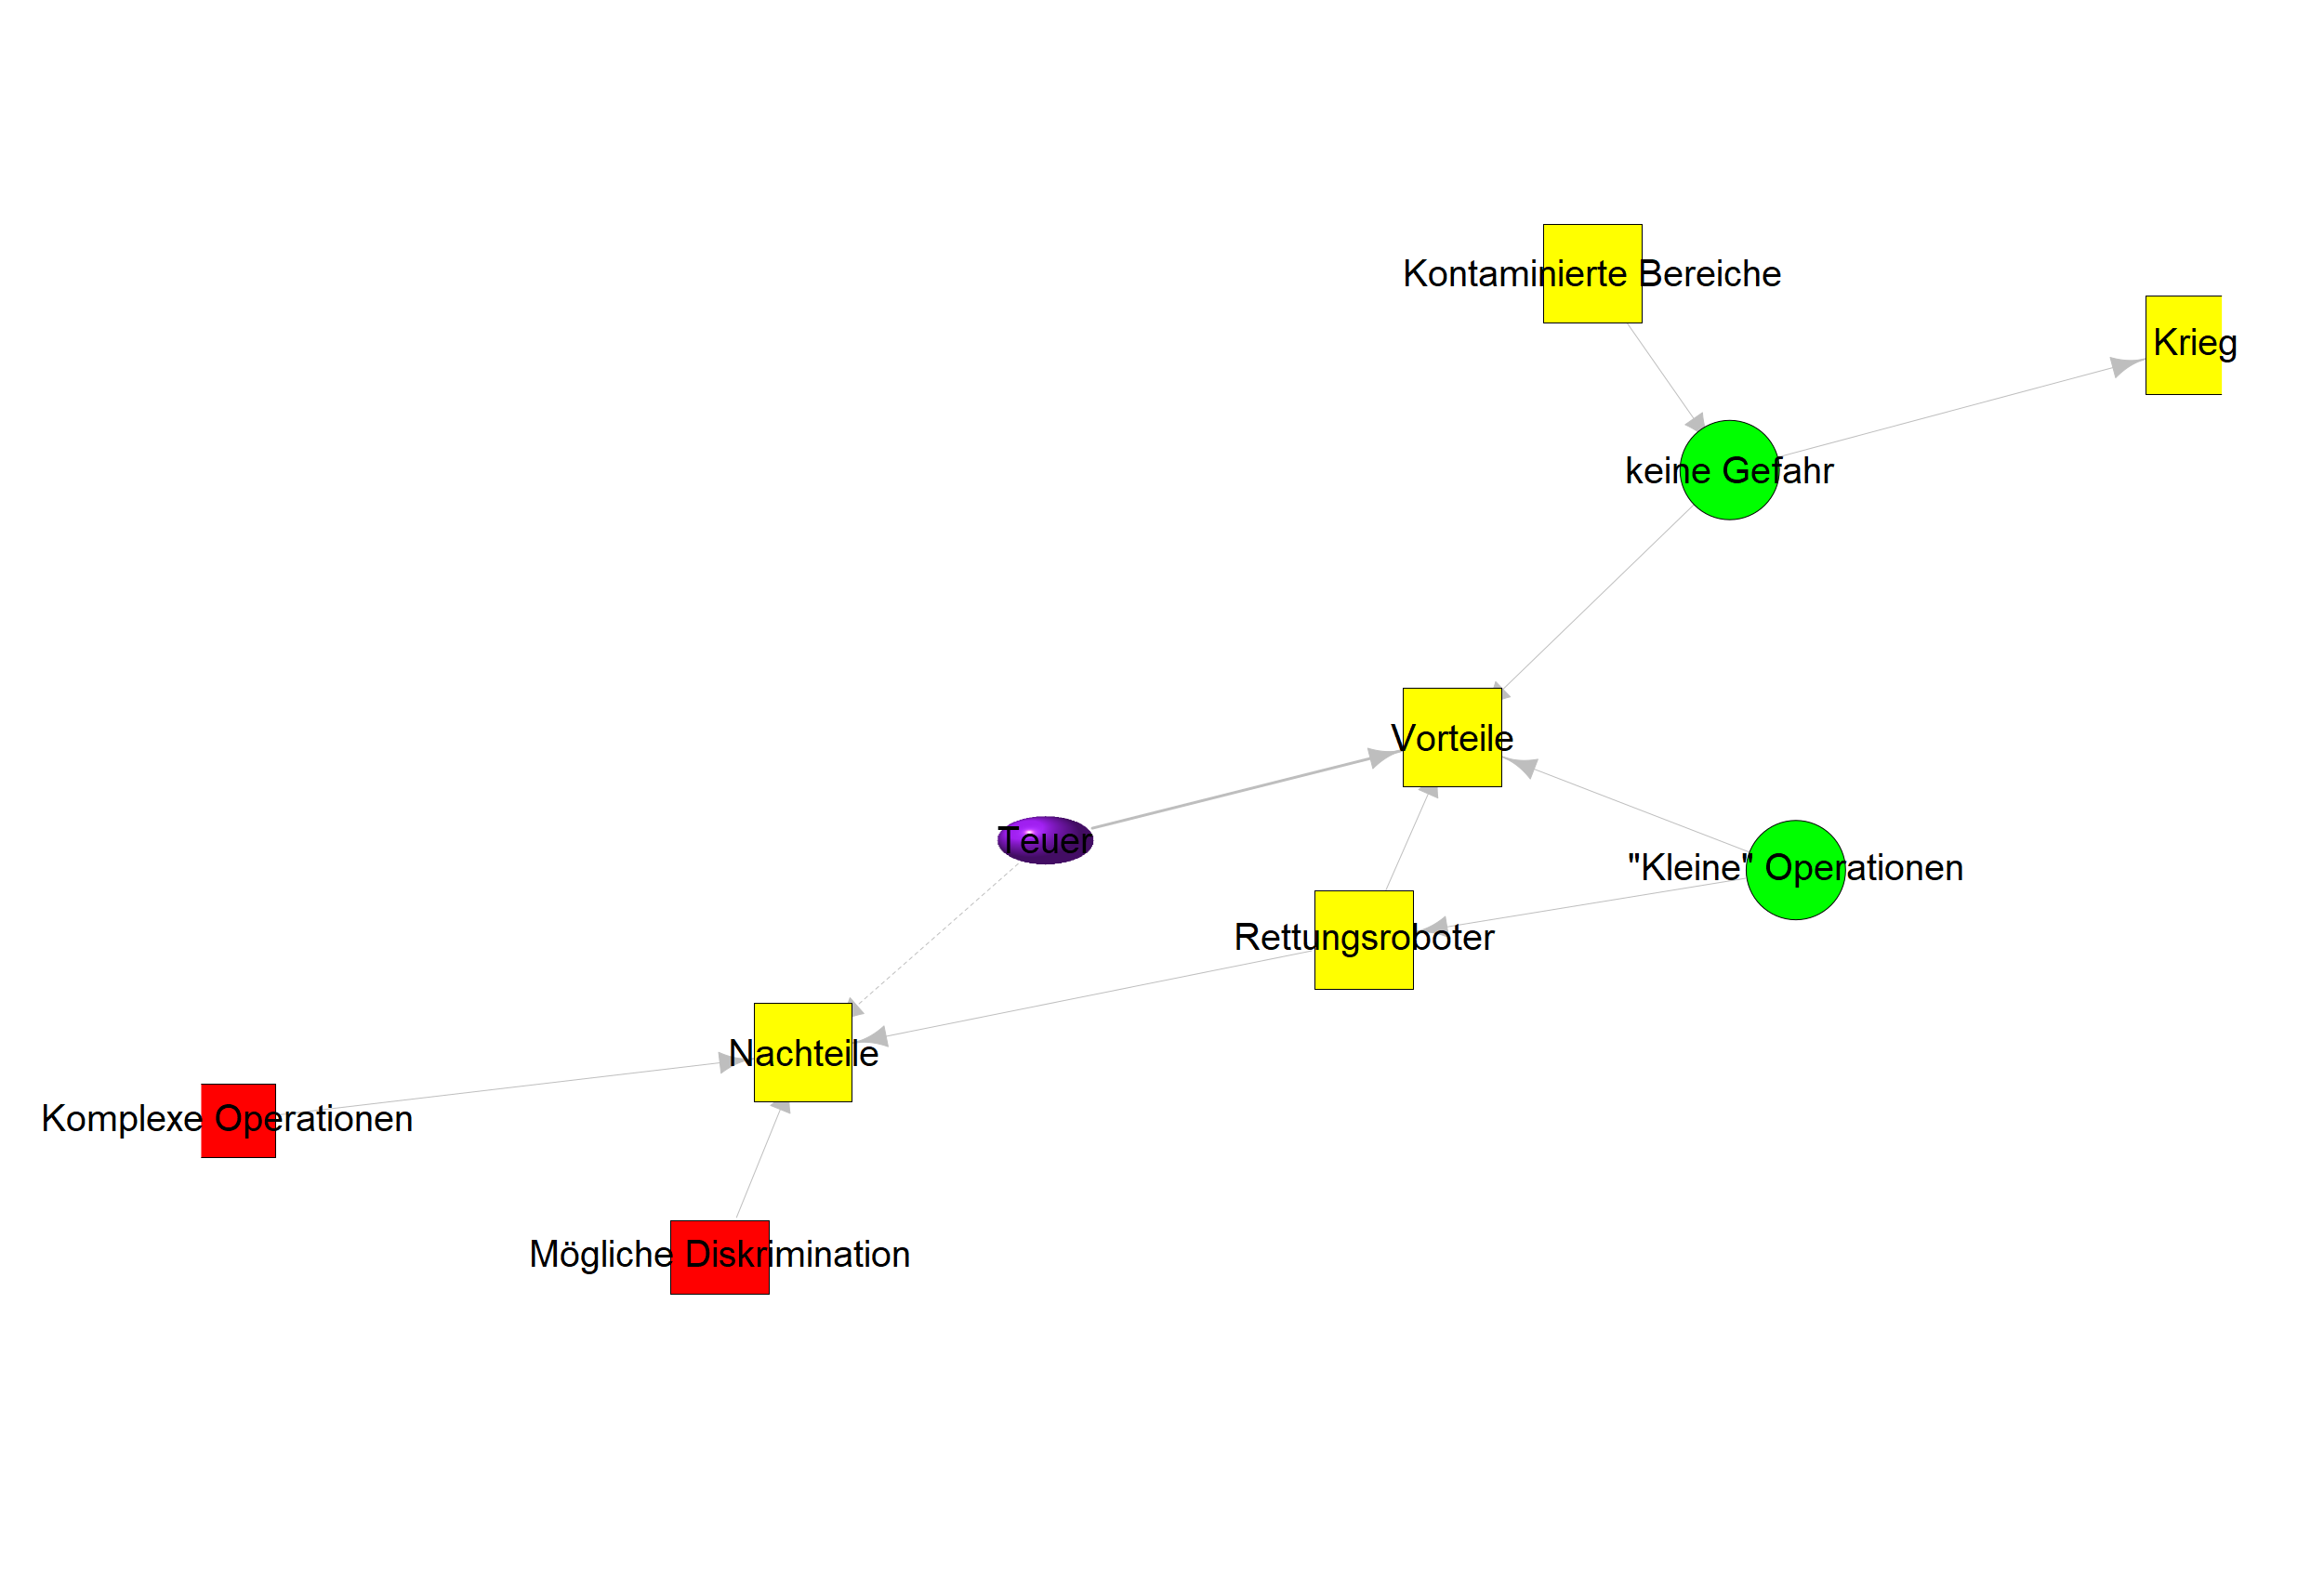 Kontaminierte Bereiche
Krieg
keine Gefahr
Vorteile
Teuer
"Kleine" Operationen
Rettungsroboter
Nachteile
Komplexe Operationen
Mögliche Diskrimination